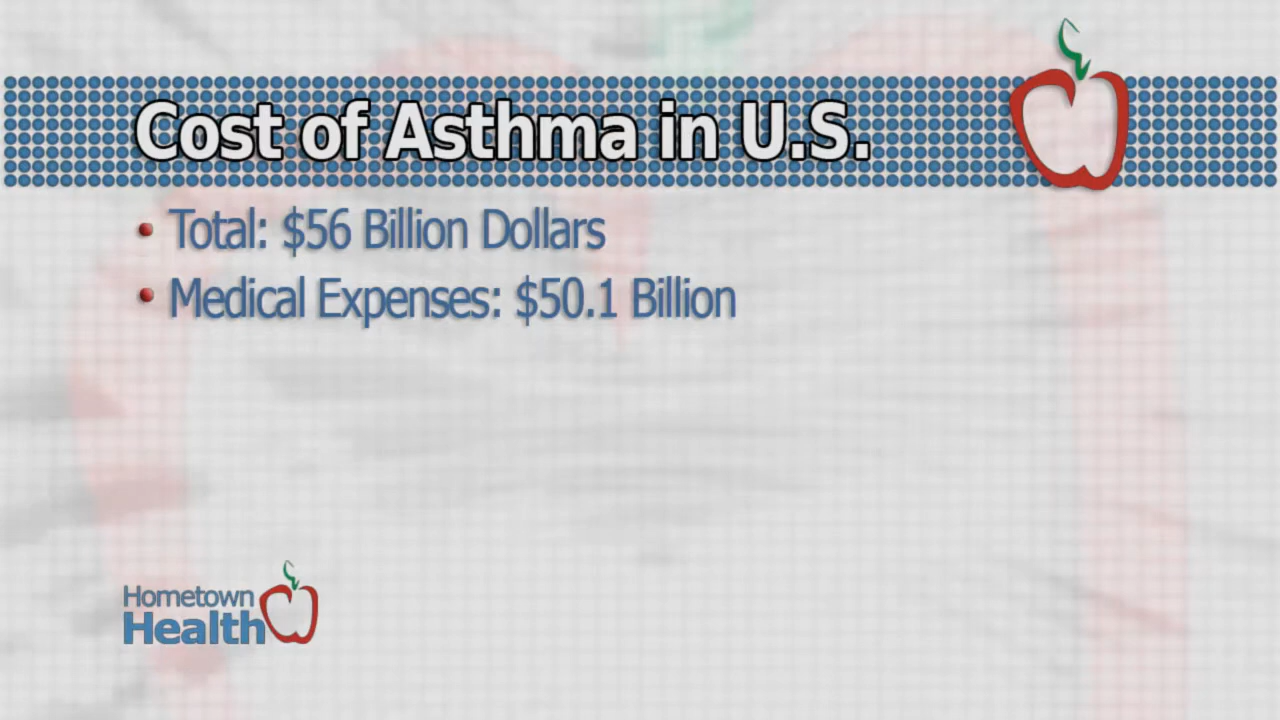 Cost of Asthma in U.S.
• Total: $56 Billion Dollars
• Medical Expenses: $50.1 Billion
Hometown
Health